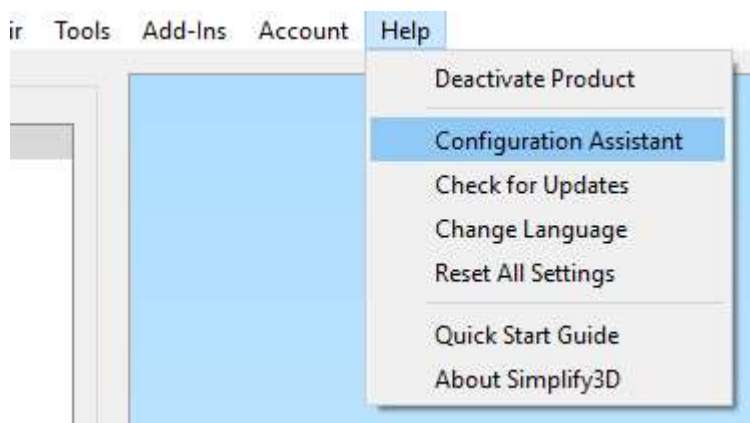 ir Tools Add-Ins Account Help
Deactivate Product
Configuration Assistant
Check for Updates
Change Language
Reset All Settings
Quick Start Guide
About Simplify3D